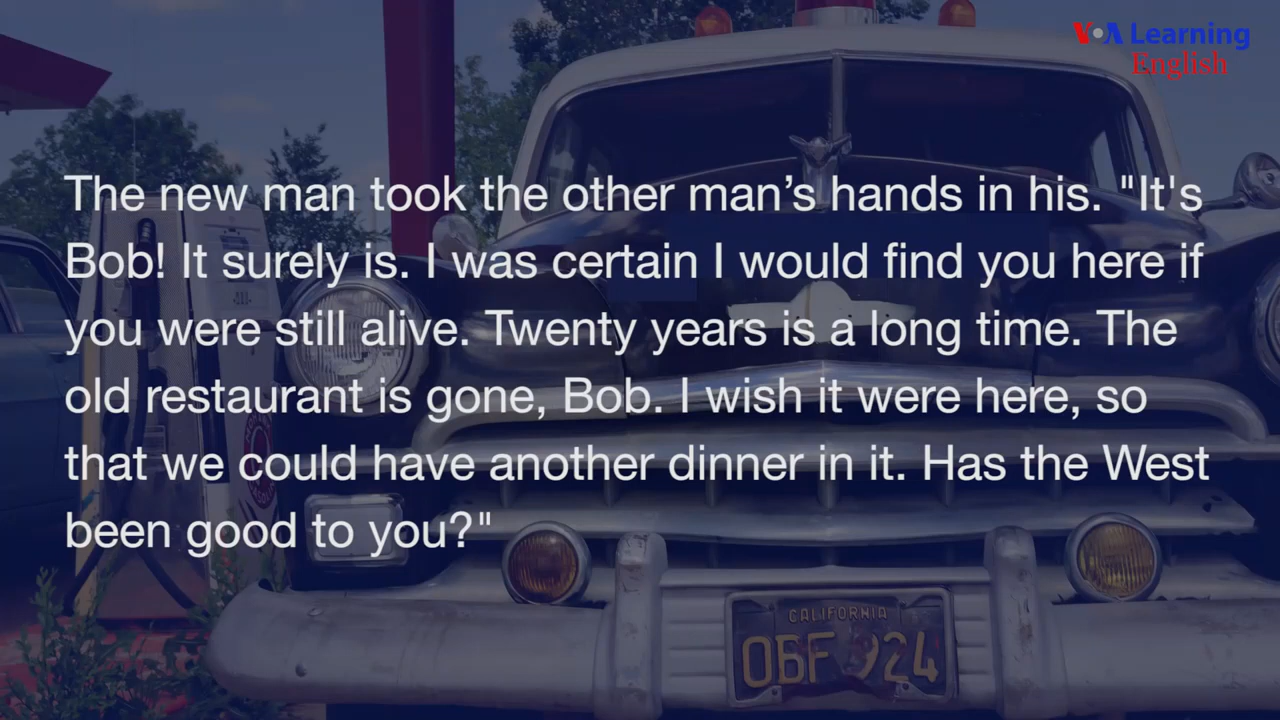 VOA Learning
English
The new man took the other man’s hands in his. "It's
Bob! It surely is. I was certain I would find you here if
you were still alive. Twenty years is a long time. The
old restaurant is gone, Bob. I wish it were here, so
that we could have another dinner in it. Has the West
been good to you?"
CALIFORNIA
OBF 924